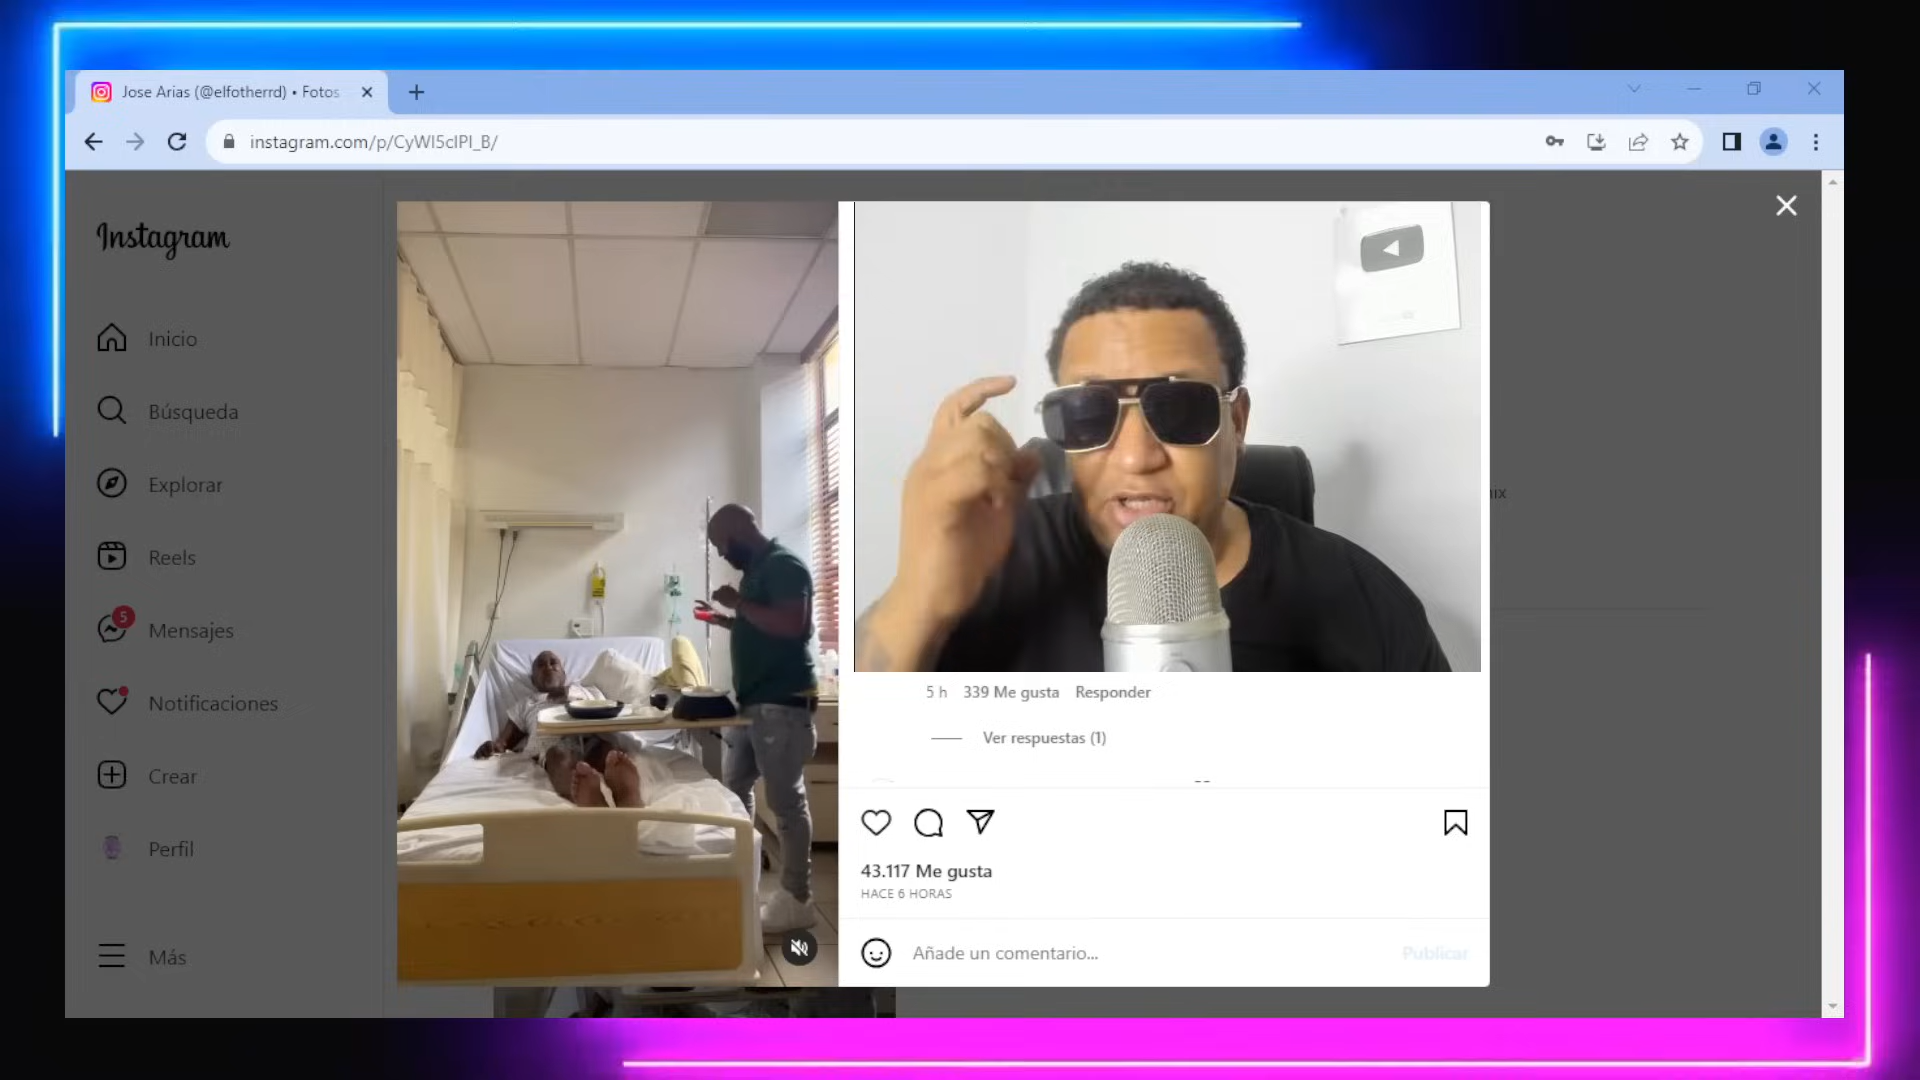 Jose Arias (@elfotherrd) • Fotos
instagram.com/p/CyWI5cIPI_B/
Instagram
Inicio
Búsqueda
Explorar
Reels
5
Mensajes
Notificaciones
Crear
Perfil
Más
5 h 339 Me gusta Responder
Ver respuestas (1)
43.117 Me gusta
HACE 6 HORAS
Añade un comentario...
Publicar